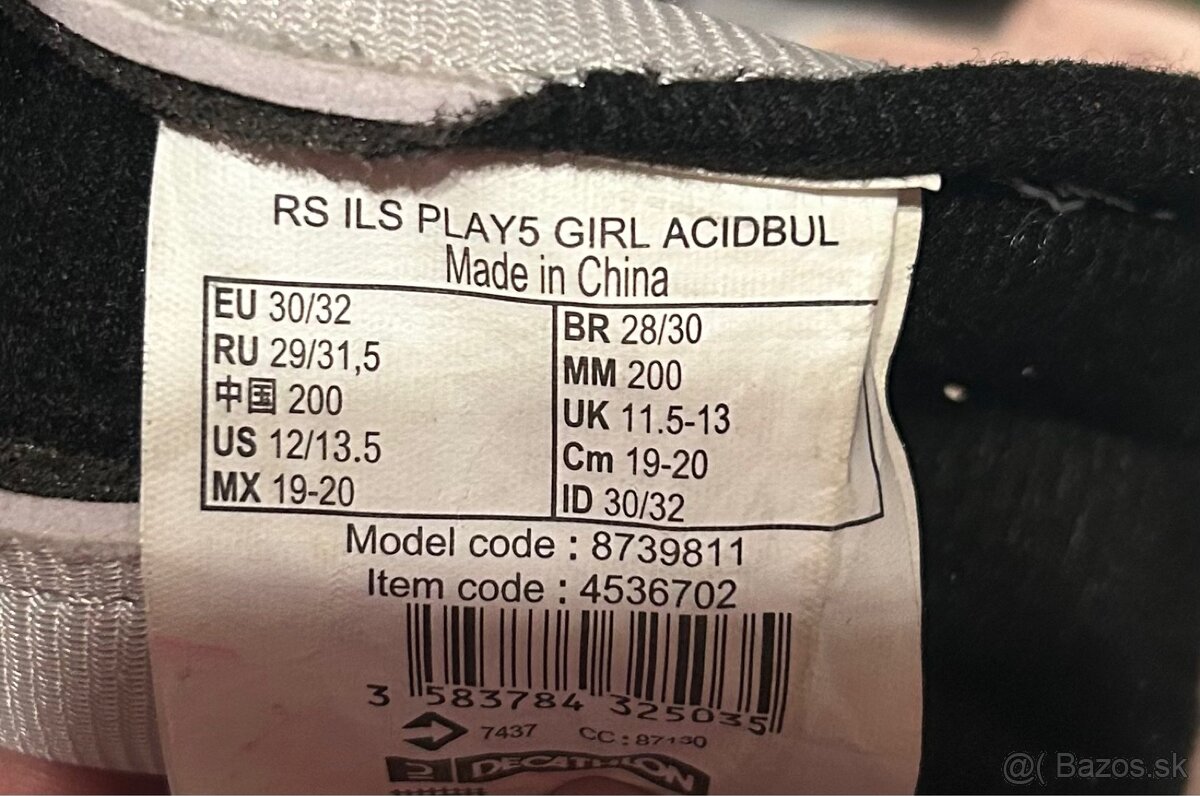 RS ILS PLAY5 GIRL ACIDBUL
Made in China
EU 30/32
RU 29/31,5
中国 200
US 12/13.5
MX 19-20
BR 28/30
MM 200
UK 11.5-13
Cm 19-20
ID 30/32
Model code : 8739811
Item code : 4536702
3 583784 325035
7437 CC:87130
DECATHLON
@( Bazos.sk